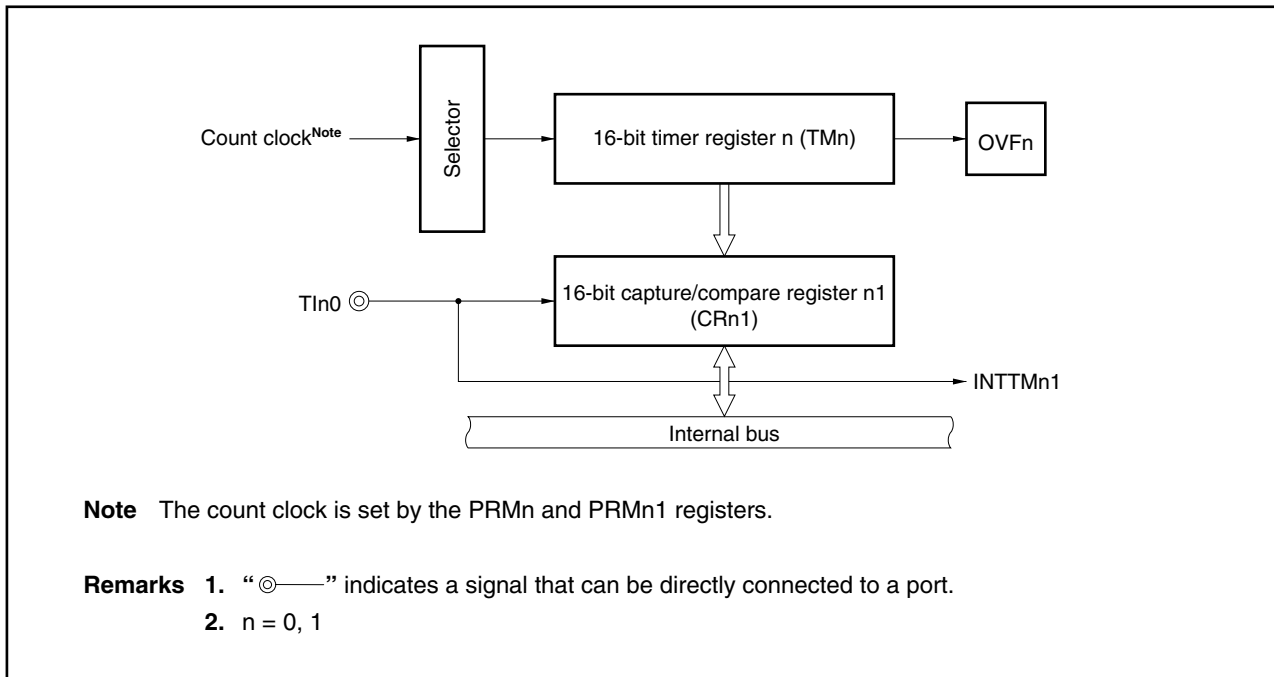 Selector
Count clockNote
16-bit timer register n (TMn)
OVFn
TIn0
16-bit capture/compare register n1
(CRn1)
INTTMn1
Internal bus
Note The count clock is set by the PRMn and PRMn1 registers.
Remarks 1. “ ” indicates a signal that can be directly connected to a port.
2. n = 0, 1